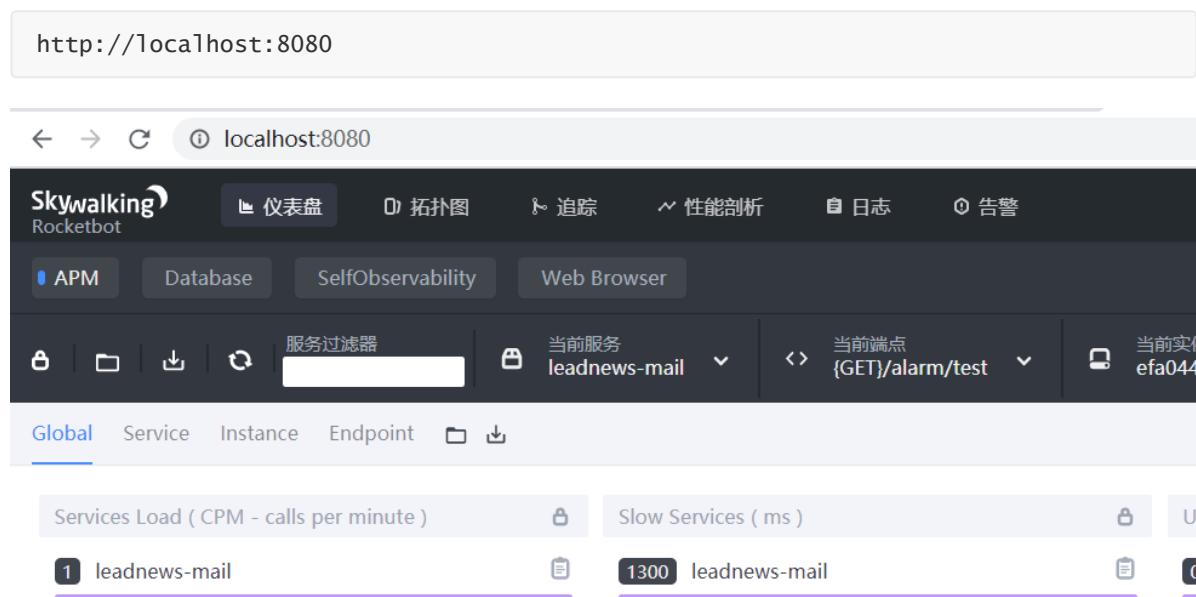 http://localhost:8080
localhost:8080
Skywalking
Rocketbot
仪表盘 拓扑图 追踪 性能剖析 日志 告警
APM Database SelfObservability Web Browser
服务过滤器 当前服务 当前端点
leadnews-mail {GET}/alarm/test efa044
Global Service Instance Endpoint
Services Load ( CPM - calls per minute ) Slow Services ( ms )
1 leadnews-mail 1300 leadnews-mail